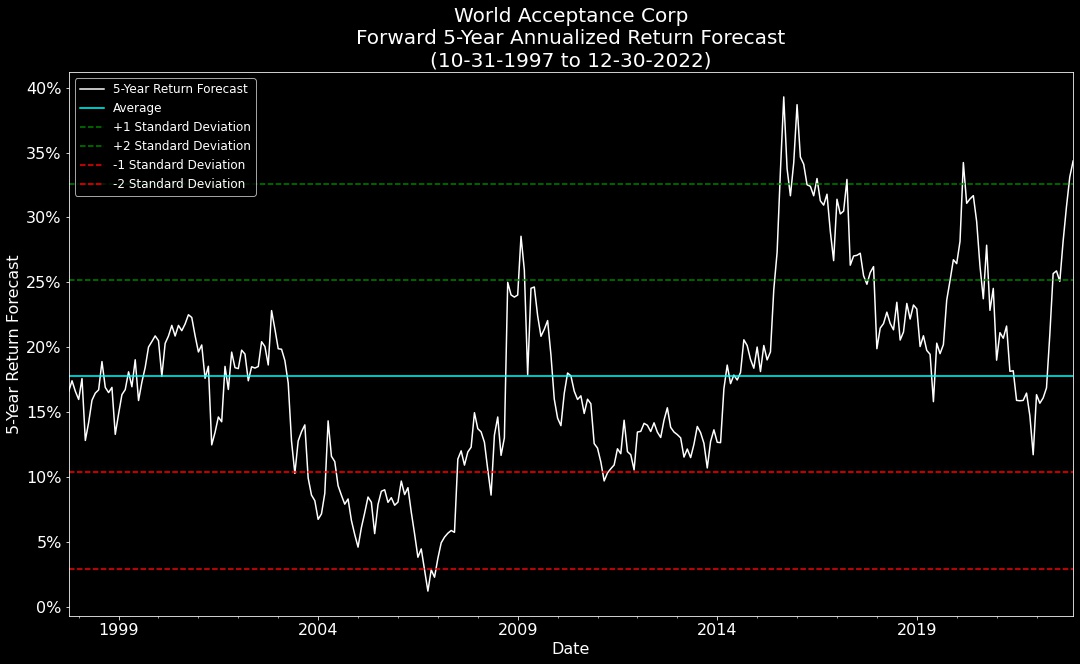 World Acceptance Corp
Forward 5-Year Annualized Return Forecast
(10-31-1997 to 12-30-2022)
5-Year Return Forecast
Average
+1 Standard Deviation
+2 Standard Deviation
-1 Standard Deviation
-2 Standard Deviation
40%
35%
30%
25%
20%
15%
10%
5%
0%
5-Year Return Forecast
1999
2004
2009
2014
2019
Date